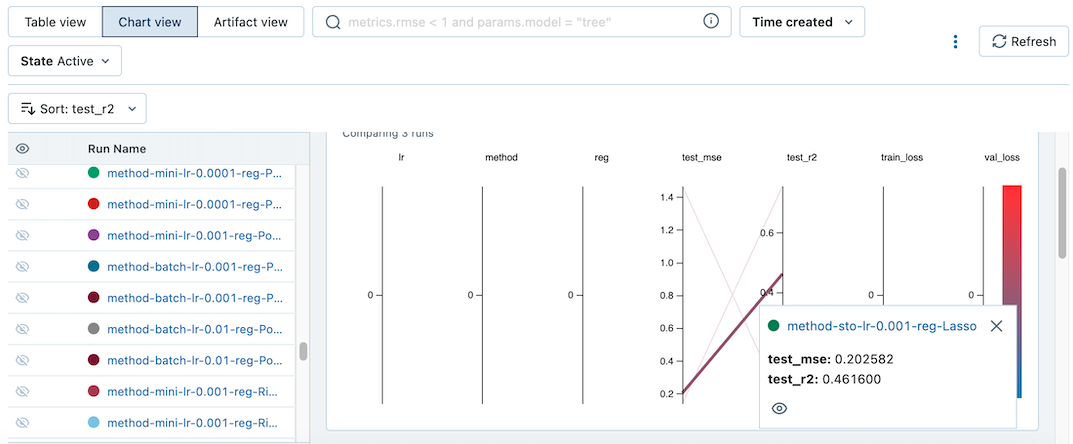 Table view
Chart view
Artifact view
metrics.rmse < 1 and params.model = "tree"
Time created
Refresh
State Active
Sort: test_r2
Run Name
method-mini-lr-0.0001-reg-P...
method-mini-lr-0.0001-reg-P...
method-mini-lr-0.001-reg-Po...
method-batch-lr-0.001-reg-P...
method-batch-lr-0.001-reg-P...
method-batch-lr-0.01-reg-Po...
method-batch-lr-0.01-reg-Po...
method-mini-lr-0.001-reg-Ri...
method-mini-lr-0.001-reg-Ri...
Comparing 3 runs
lr
method
reg
test_mse
test_r2
train_loss
val_loss
0
0
0
1.4
1.2
1.0
0.8
0.6
0.4
0.2
0.6
0.4
0
0
method-sto-lr-0.001-reg-Lasso
test_mse: 0.202582
test_r2: 0.461600